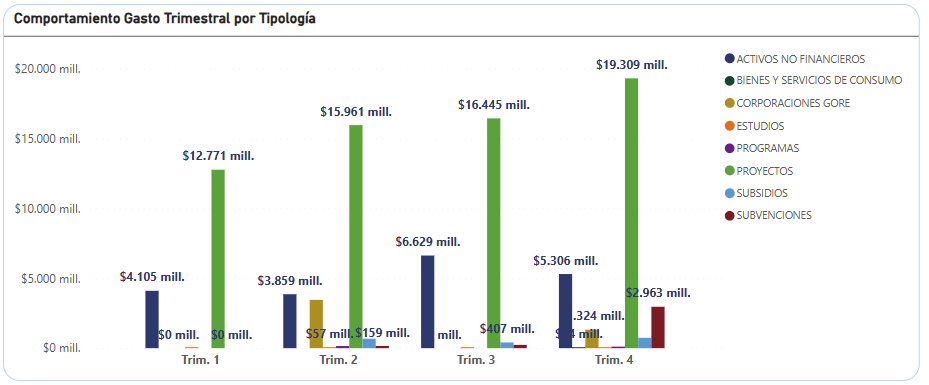 Comportamiento Gasto Trimestral por Tipología
$20.000 mill.
$15.000 mill.
$10.000 mill.
$5.000 mill.
$0 mill.
$4.105 mill.
$0 mill.
$0 mill.
$12.771 mill.
$3.859 mill.
$57 mill.
$15.961 mill.
$159 mill.
$6.629 mill.
mill.
$16.445 mill.
$407 mill.
$5.306 mill.
mill.
.324 mill.
$19.309 mill.
$2.963 mill.
Trim. 1
Trim. 2
Trim. 3
Trim. 4
ACTIVOS NO FINANCIEROS
BIENES Y SERVICIOS DE CONSUMO
CORPORACIONES GORE
ESTUDIOS
PROGRAMAS
PROYECTOS
SUBSIDIOS
SUBVENCIONES